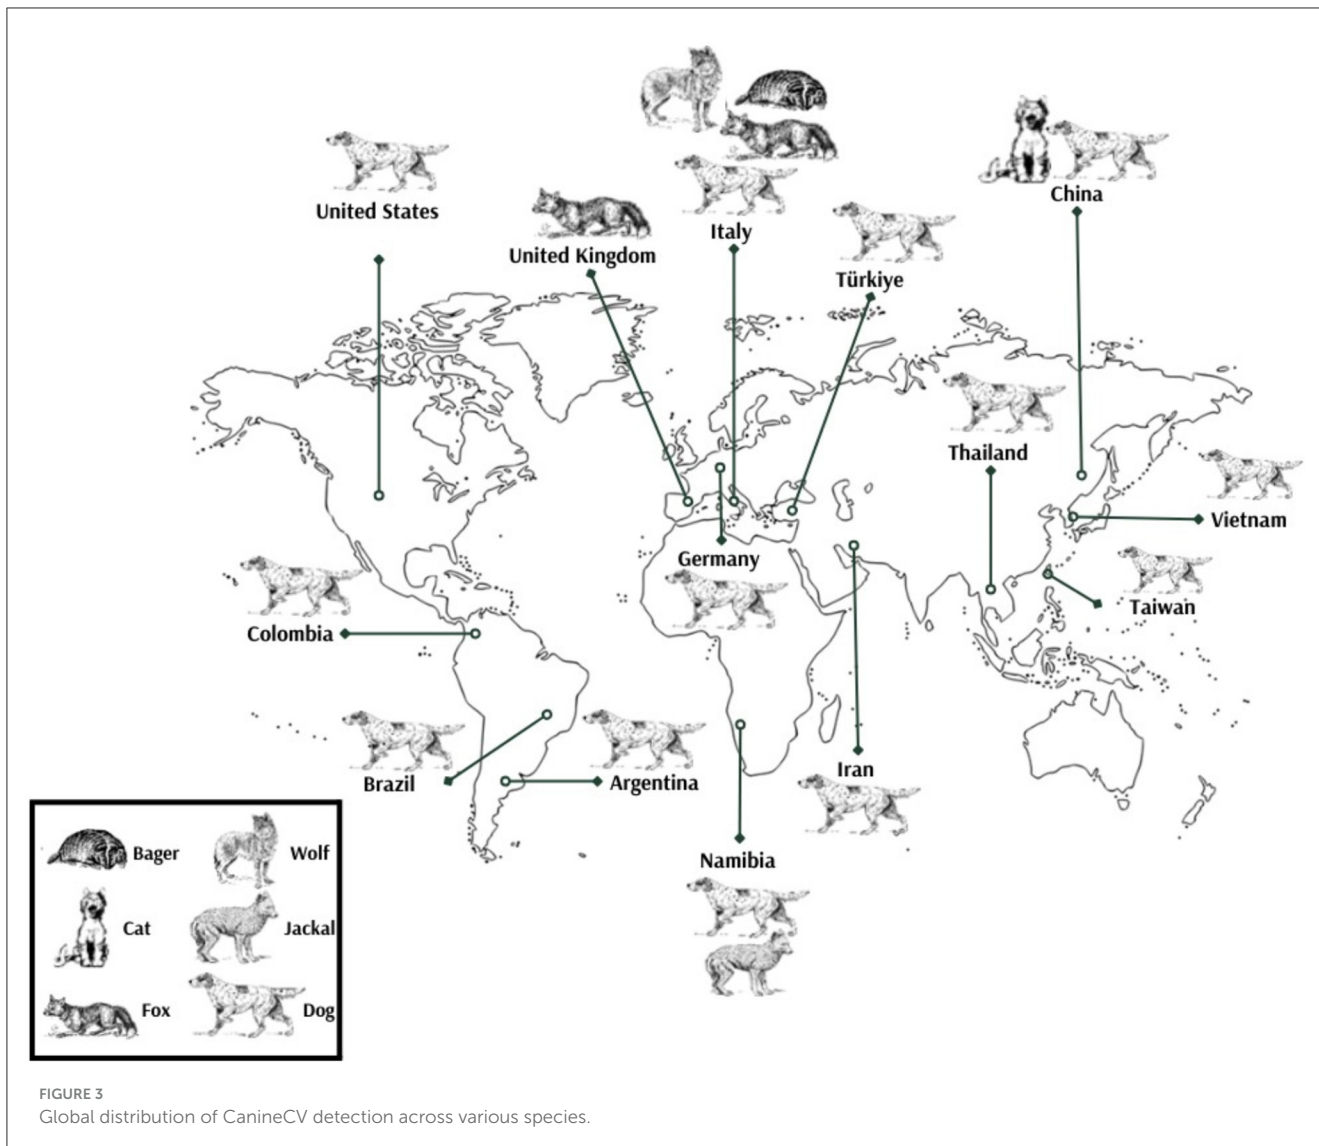 United States
United Kingdom
Italy
Türkiye
China
Thailand
Vietnam
Germany
Taiwan
Colombia
Brazil
Argentina
Iran
Namibia
Bager
Wolf
Cat
Jackal
Fox
Dog
FIGURE 3
Global distribution of CanineCV detection across various species.